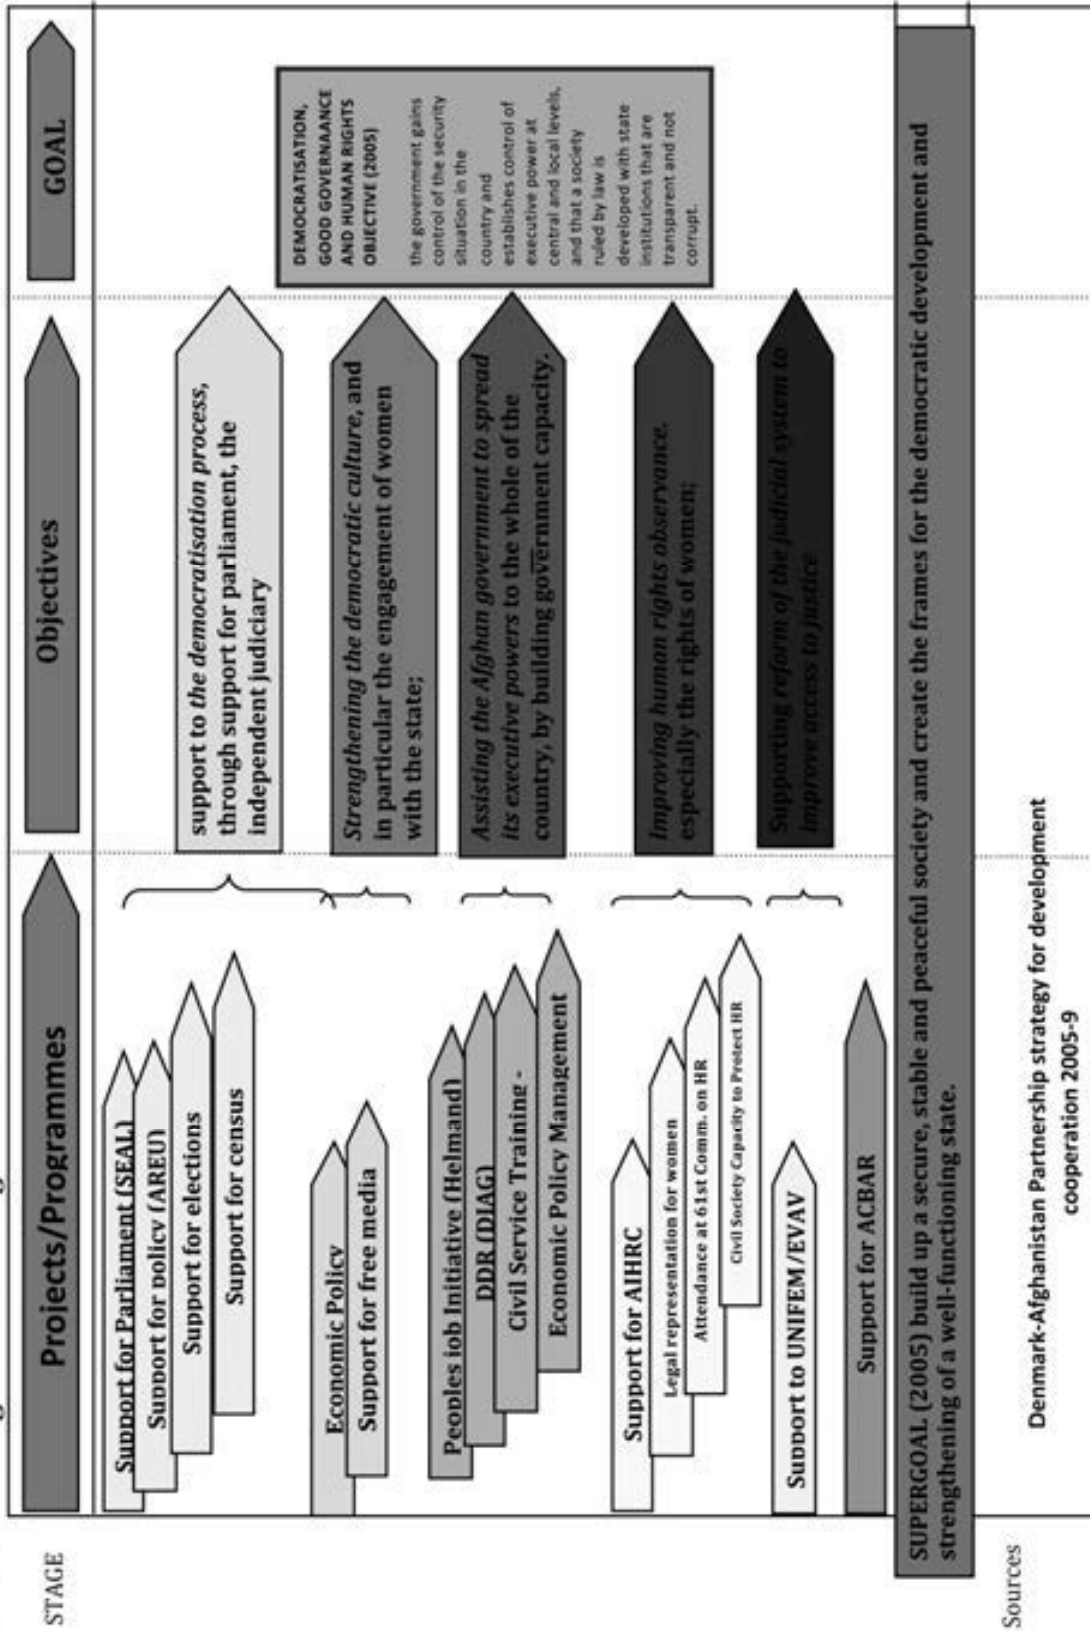 STAGE
Projects/Programmes
Objectives
GOAL
Support for Parliament (SEAL)
Support for policy (AREU)
Support for elections
Support for census
Economic Policy
Support for free media
Peoples job Initiative (Helmand)
DDR (DIAG)
Civil Service Training -
Economic Policy Management
Support for AIHRC
Legal representation for women
Attendance at 61st Comm. on HR
Civil Society Capacity to Protect HR
Support to UNIFEM/EVAV
Support for ACBAR
support to the democratisation process,
through support for parliament, the
independent judiciary
Strengthening the democratic culture, and
in particular the engagement of women
with the state;
Assisting the Afghan government to spread
its executive powers to the whole of the
country, by building government capacity.
Improving human rights observance,
especially the rights of women;
Supporting reform of the judicial system to
improve access to justice
DEMOCRATISATION,
GOOD GOVERNAANCE
AND HUMAN RIGHTS
OBJECTIVE (2005)
the government gains
control of the security
situation in the
country and
establishes control of
executive power at
central and local levels,
and that a society
ruled by law is
developed with state
institutions that are
transparent and not
corrupt.
SUPERGOAL (2005) build up a secure, stable and peaceful society and create the frames for the democratic development and
strengthening of a well-functioning state.
Sources
Denmark-Afghanistan Partnership strategy for development
cooperation 2005-9